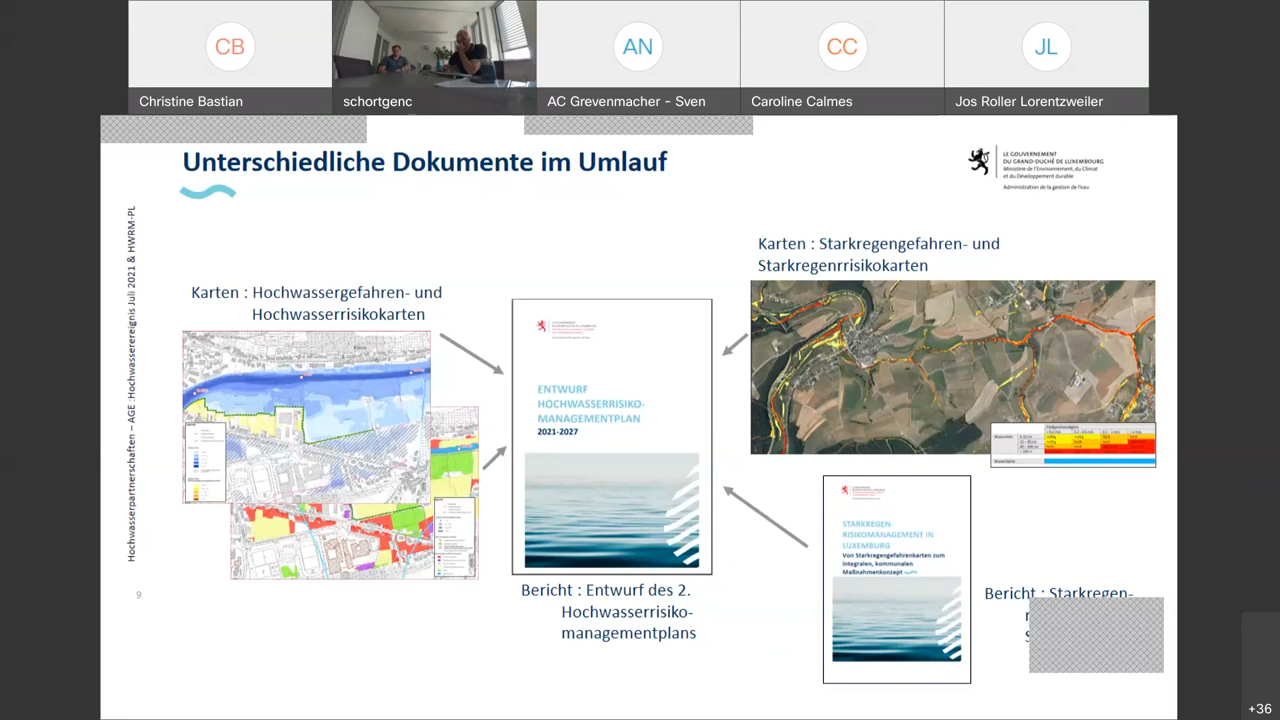 CB
AN
CC
JL
Christine Bastian
schortgenc
AC Grevenmacher - Sven
Caroline Calmes
Jos Roller Lorentzweiler
Unterschiedliche Dokumente im Umlauf
LE GOUVERNEMENT
DU GRAND-DUCHÉ DE LUXEMBOURG
Ministère de l'Environnement, du Climat
et du Développement durable
Administration de la gestion de l'eau
Hochwasserpartnerschaften – AGE :Hochwasserereignis Juli 2021 & HWRM-PL
Karten : Starkregengefahren- und
Starkregenrrisikokarten
Karten : Hochwassergefahren- und
Hochwasserrisikokarten
ENTWURF
HOCHWASSERRISIKO-
MANAGEMENTPLAN
2021-2027
STARKREGEN-
RISIKOMANAGEMENT IN
LUXEMBURG
Von Starkregengefahrenkarten zum
integralen, kommunalen
Maßnahmenkonzept
Bericht : Entwurf des 2.
Hochwasserrisiko-
managementplans
Bericht : Starkregen-
9
+36